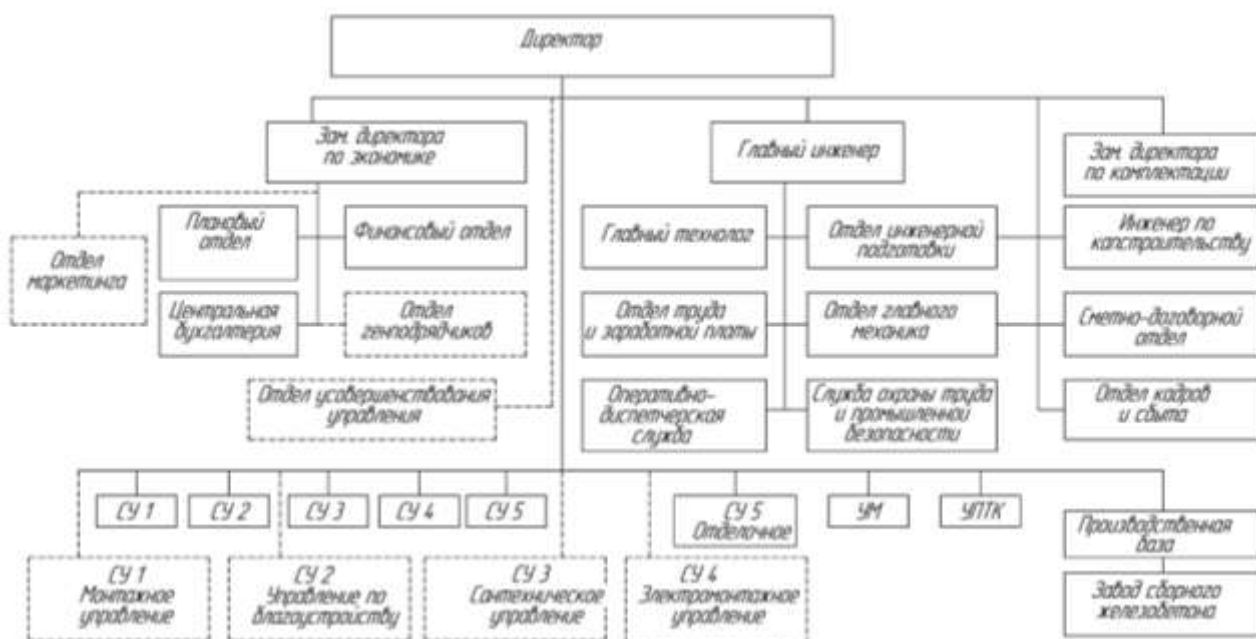 Директор
Зам. директора
по экономике
Главный инженер
Зам. директора
по комплектации
Плановый
отдел
Финансовый отдел
Главный технолог
Отдел инженерной
подготовки
Инженер по
капстроительству
Отдел
маркетинга
Центральная
бухгалтерия
Отдел
генподрядчиков
Отдел труда
и заработной платы
Отдел главного
механика
Сметно-договорной
отдел
Отдел усовершенствования
управления
Оперативно-
диспетчерская
служба
Служба охраны труда
и промышленной
безопасности
Отдел кадров
и сбыта
СУ 1
СУ 2
СУ 3
СУ 4
СУ 5
СУ 5
Отделочное
УМ
УПТК
Производственная
база
СУ 1
Монтажное
управление
СУ 2
Управление по
благоустройству
СУ 3
Сантехническое
управление
СУ 4
Электромонтажное
управление
Завод сборного
железобетона